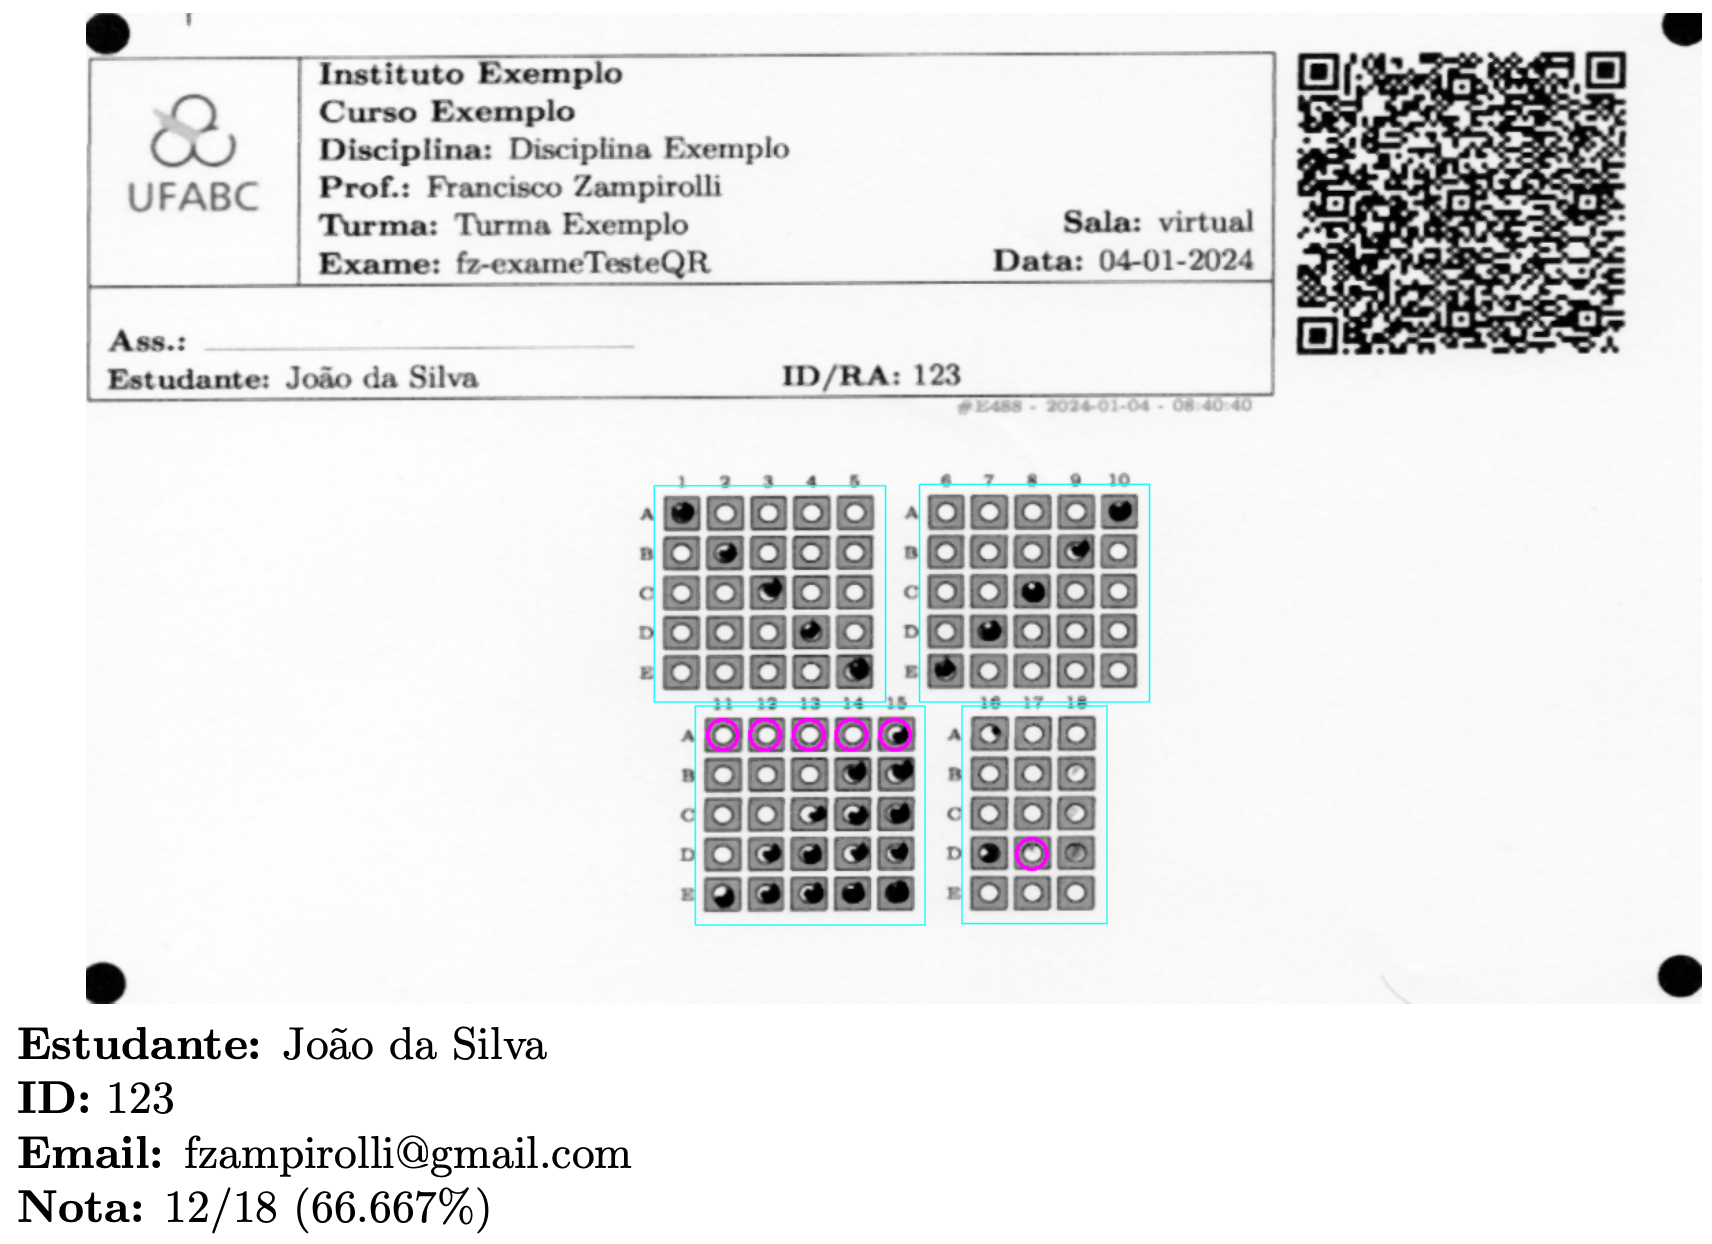 UFABC
Instituto Exemplo
Curso Exemplo
Disciplina: Disciplina Exemplo
Prof.: Francisco Zampirolli
Turma: Turma Exemplo
Sala: virtual
Exame: fz-exameTesteQR
Data: 04-01-2024
Ass.:
Estudante: João da Silva
ID/RA: 123
#E488 - 2024-01-04 - 08:40:40
1 2 3 4 5
A
B
C
D
E
6 7 8 9 10
A
B
C
D
E
11 12 13 14 15
A
B
C
D
E
16 17 18
A
B
C
D
E
Estudante: João da Silva
ID: 123
Email: fzampirolli@gmail.com
Nota: 12/18 (66.667%)